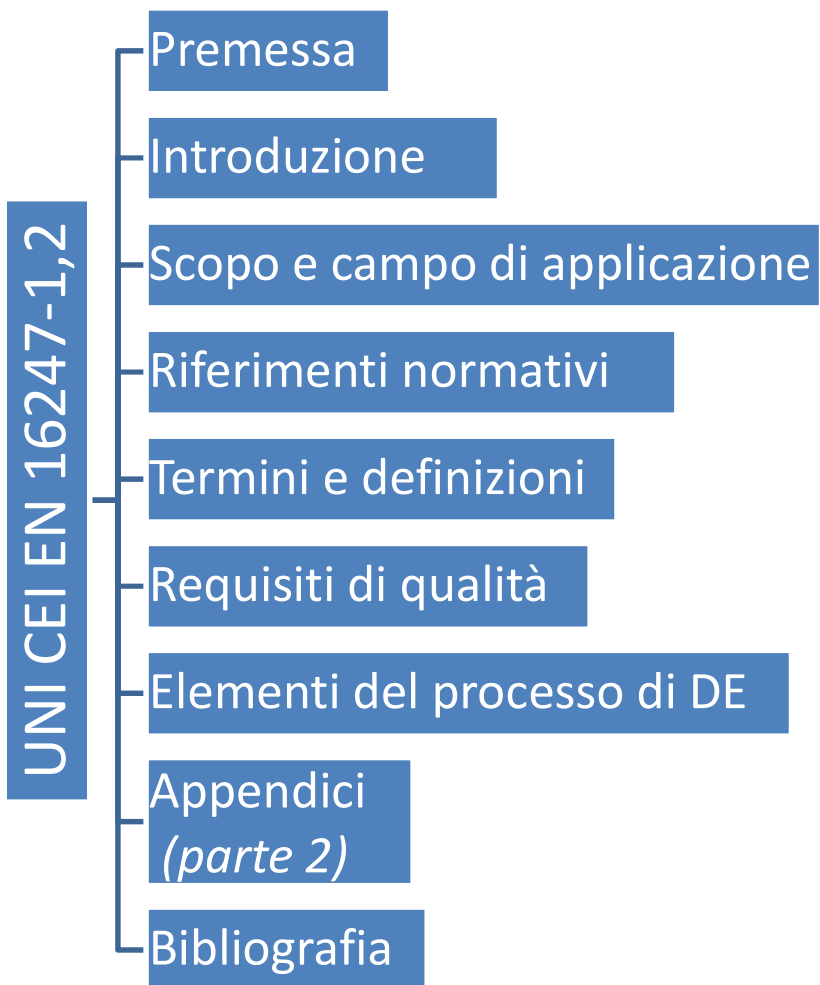 UNI CEI EN 16247-1,2
Premessa
Introduzione
Scopo e campo di applicazione
Riferimenti normativi
Termini e definizioni
Requisiti di qualità
Elementi del processo di DE
Appendici
(parte 2)
Bibliografia